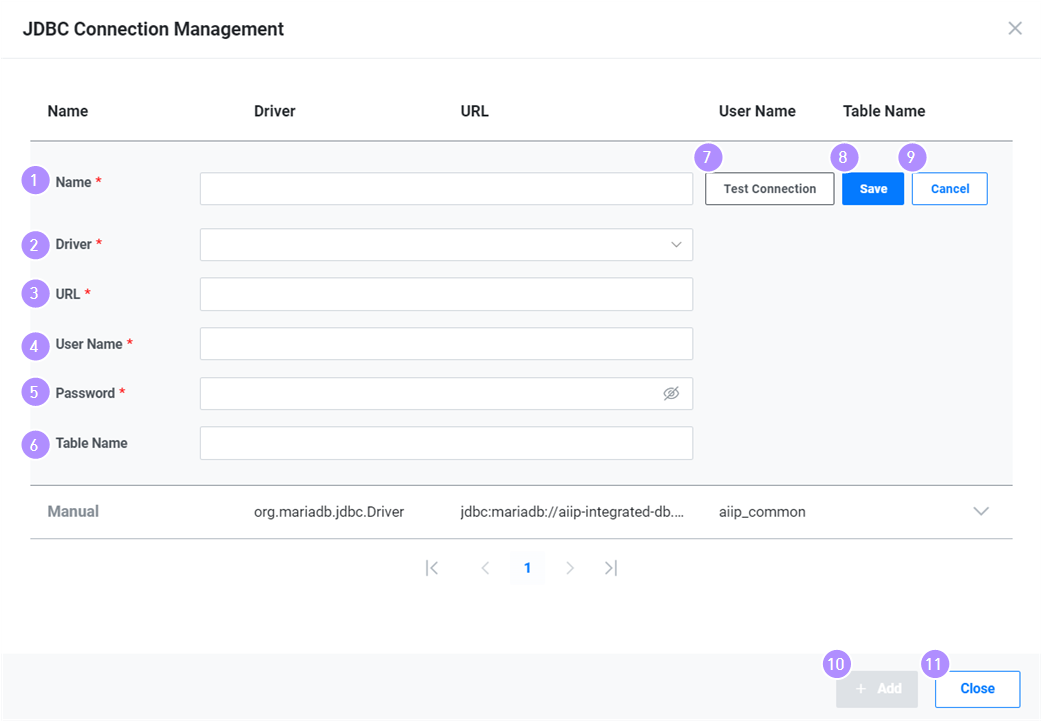 JDBC Connection Management
Name Driver URL User Name Table Name
7 8 9
1 Name * Test Connection Save Cancel
2 Driver *
3 URL *
4 User Name *
5 Password *
6 Table Name
Manual org.mariadb.jdbc.Driver jdbc:mariadb://aiip-integrated-db.... aiip_common
1
10 11
+ Add Close